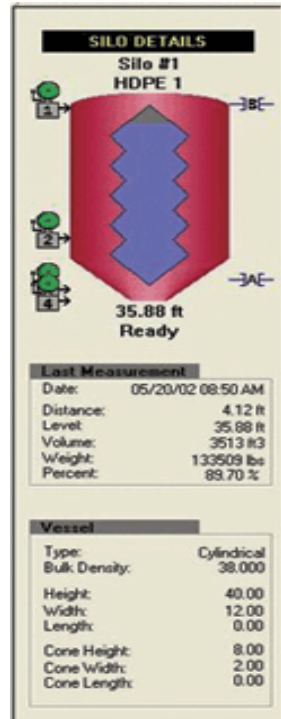 SILO DETAILS
Silo #1
HDPE 1
1
B
2
A
4
35.88 ft
Ready
Last Measurement
Date: 05/20/02 08:50 AM
Distance: 4.12 ft
Level: 35.88 ft
Volume: 3513 ft3
Weight: 133509 lbs
Percent: 89.70 %
Vessel
Type: Cylindrical
Bulk Density: 38.000
Height: 40.00
Width: 12.00
Length: 0.00
Cone Height: 8.00
Cone Width: 2.00
Cone Length: 0.00